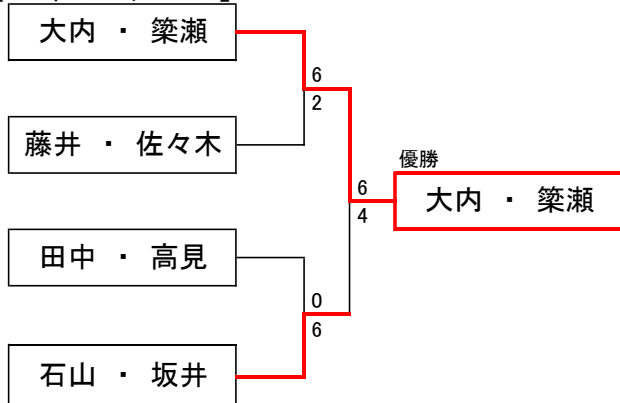 大内 ・ 簗瀬
6
2
藤井 ・ 佐々木
優勝
6
大内 ・ 簗瀬
4
田中 ・ 高見
0
6
石山 ・ 坂井